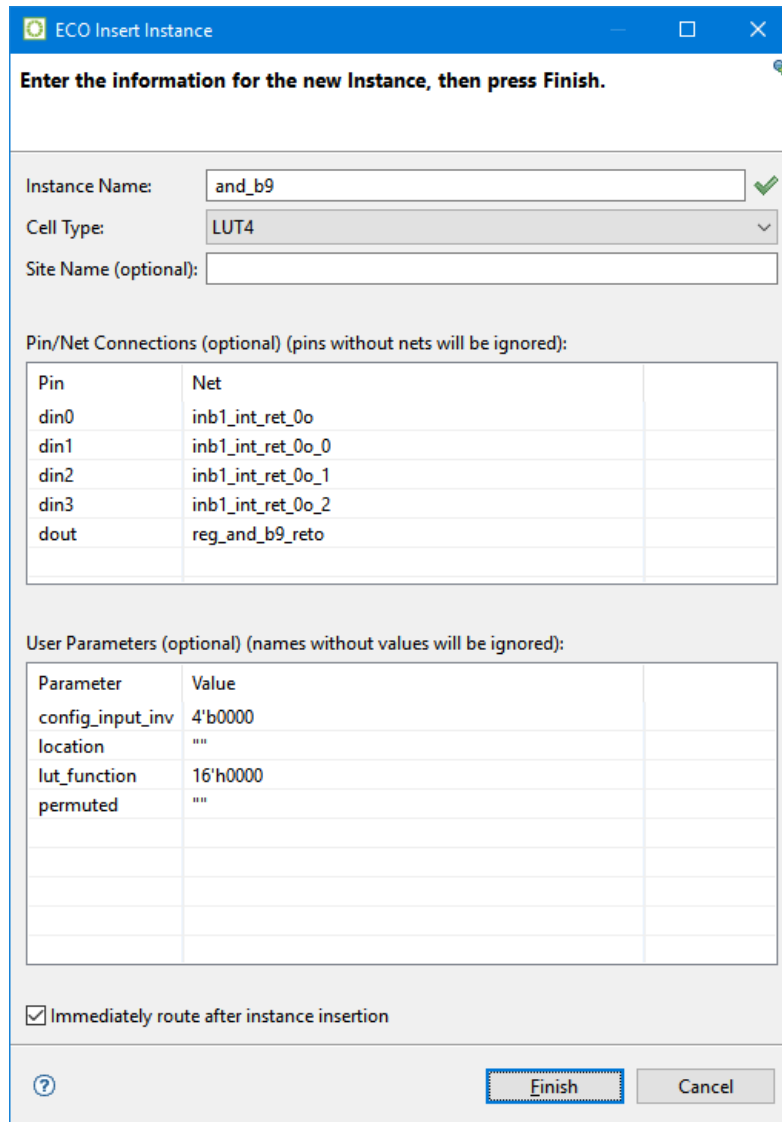 ECO Insert Instance
Enter the information for the new Instance, then press Finish.
Instance Name: and_b9
Cell Type: LUT4
Site Name (optional):
Pin/Net Connections (optional) (pins without nets will be ignored):
Pin Net
din0 inb1_int_ret_0o
din1 inb1_int_ret_0o_0
din2 inb1_int_ret_0o_1
din3 inb1_int_ret_0o_2
dout reg_and_b9_reto
User Parameters (optional) (names without values will be ignored):
Parameter Value
config_input_inv 4'b0000
location ""
lut_function 16'h0000
permuted ""
Immediately route after instance insertion
? Finish Cancel